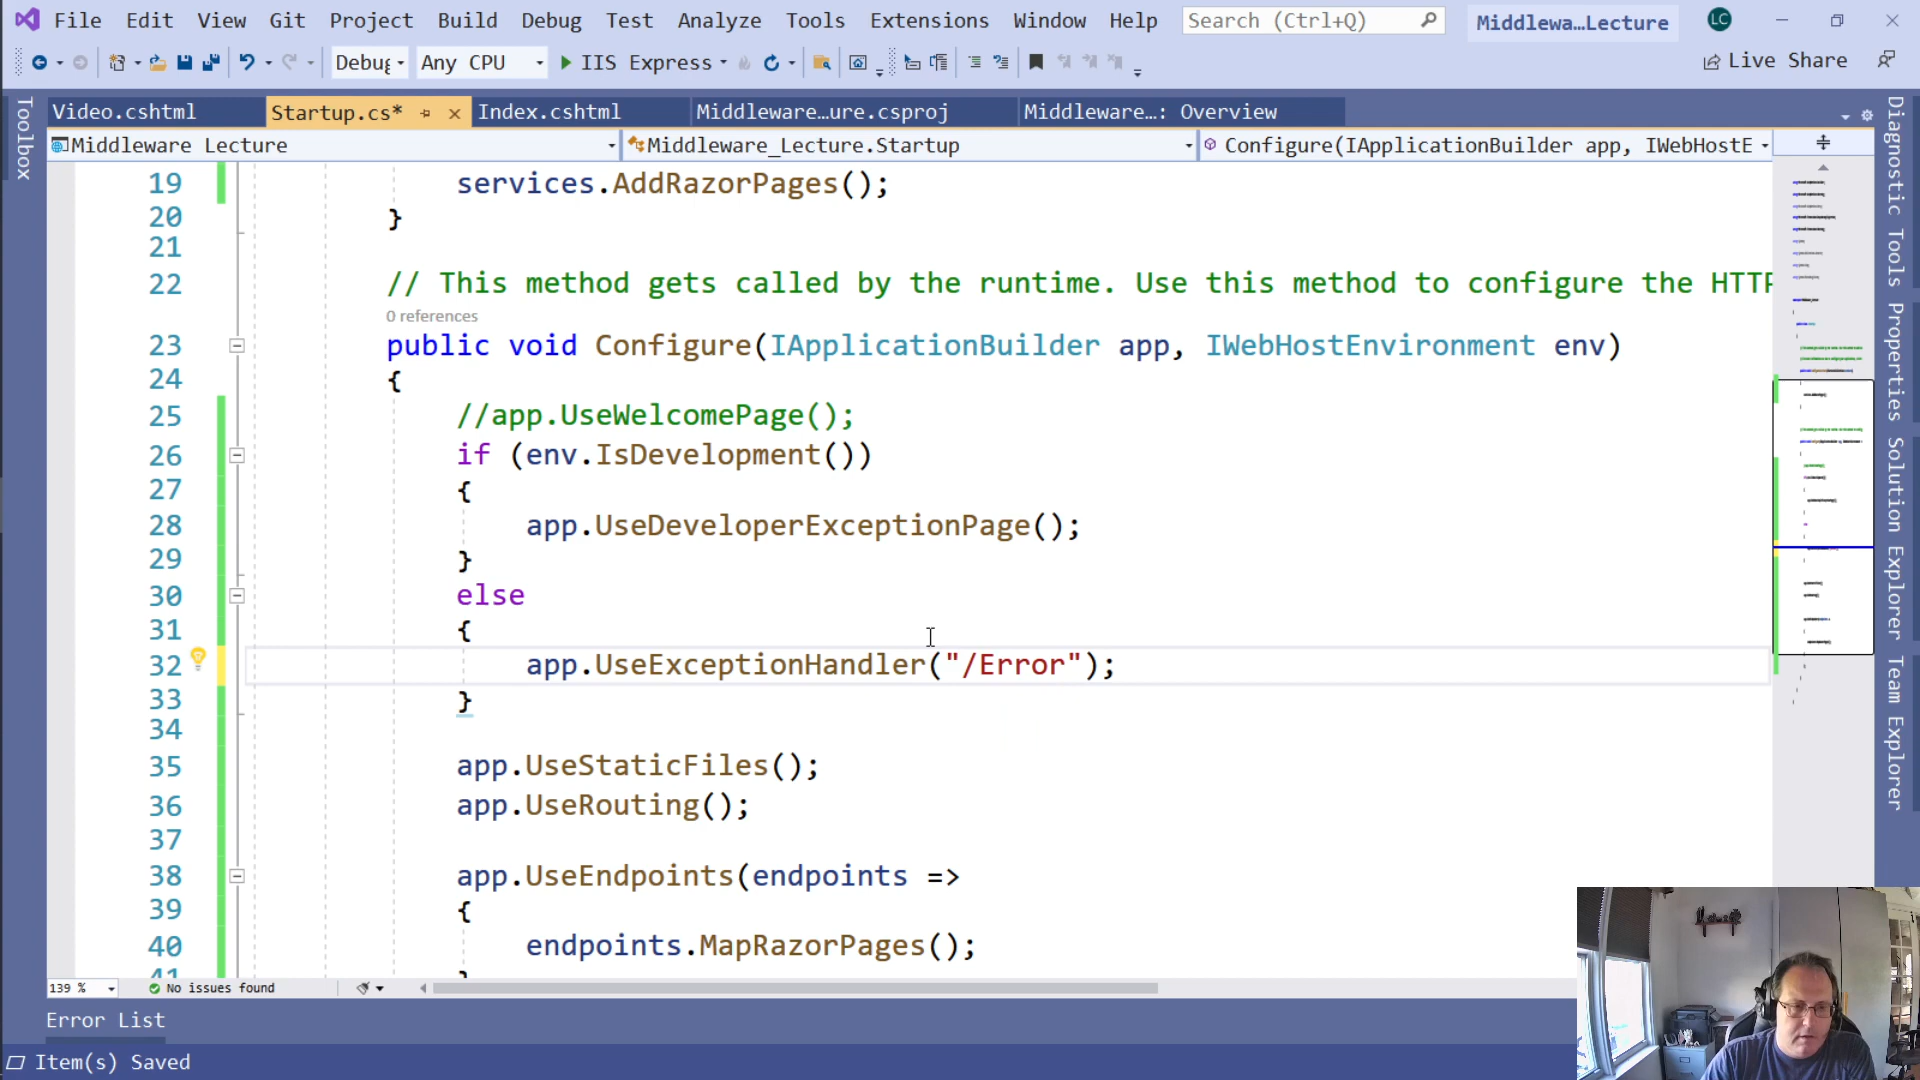 File Edit View Git Project Build Debug Test Analyze Tools Extensions Window Help Search (Ctrl+Q) Middlewa...Lecture LC
Debug Any CPU IIS Express Live Share
Video.cshtml Startup.cs* Index.cshtml Middleware...ure.csproj Middleware...: Overview
Middleware Lecture Middleware_Lecture.Startup Configure(IApplicationBuilder app, IWebHostE
Toolbox
19 services.AddRazorPages();
20 }
21
22 // This method gets called by the runtime. Use this method to configure the HTTP
0 references
23 public void Configure(IApplicationBuilder app, IWebHostEnvironment env)
24 {
25 //app.UseWelcomePage();
26 if (env.IsDevelopment())
27 {
28 app.UseDeveloperExceptionPage();
29 }
30 else
31 {
32 app.UseExceptionHandler("/Error");
33 }
34
35 app.UseStaticFiles();
36 app.UseRouting();
37
38 app.UseEndpoints(endpoints =>
39 {
40 endpoints.MapRazorPages();
41 }
Diagnostic Tools
Properties
Solution Explorer
Team Explorer
139 % No issues found
Error List
Item(s) Saved